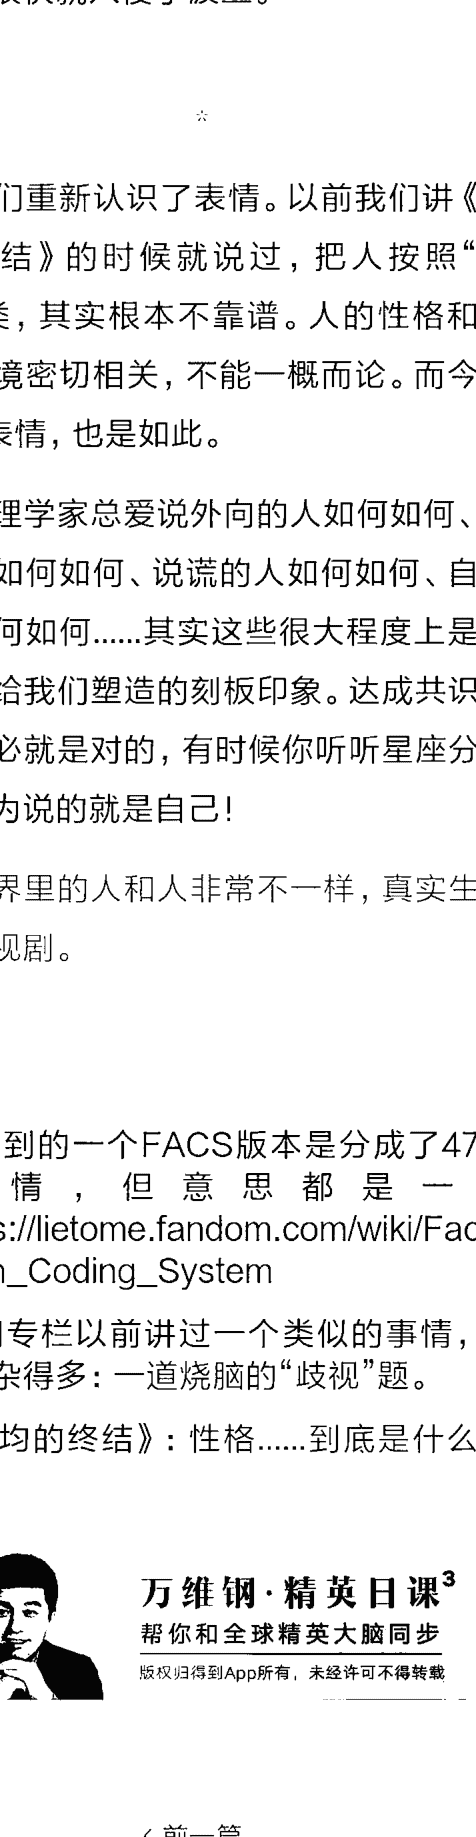 们重新认识了表情。以前我们讲《
结》的时候就说过，把人按照“
，其实根本不靠谱。人的性格和
境密切相关，不能一概而论。而今
表情，也是如此。
理学家总爱说外向的人如何如何、
如何如何、说谎的人如何如何、自
何如何……其实这些很大程度上是
给我们塑造的刻板印象。达成共识
必就是对的，有时候你听听星座分
为说的就是自己！
界里的人和人非常不一样，真实生
视剧。
到的一个FACS版本是分成了47
情，但意思都是一
s://lietome.fandom.com/wiki/Fac
n_Coding_System
专栏以前讲过一个类似的事情，
杂得多：一道烧脑的“歧视”题。
均的终结》：性格……到底是什么
万维钢·精英日课3
帮你和全球精英大脑同步
版权归得到App所有，未经许可不得转载
前一篇